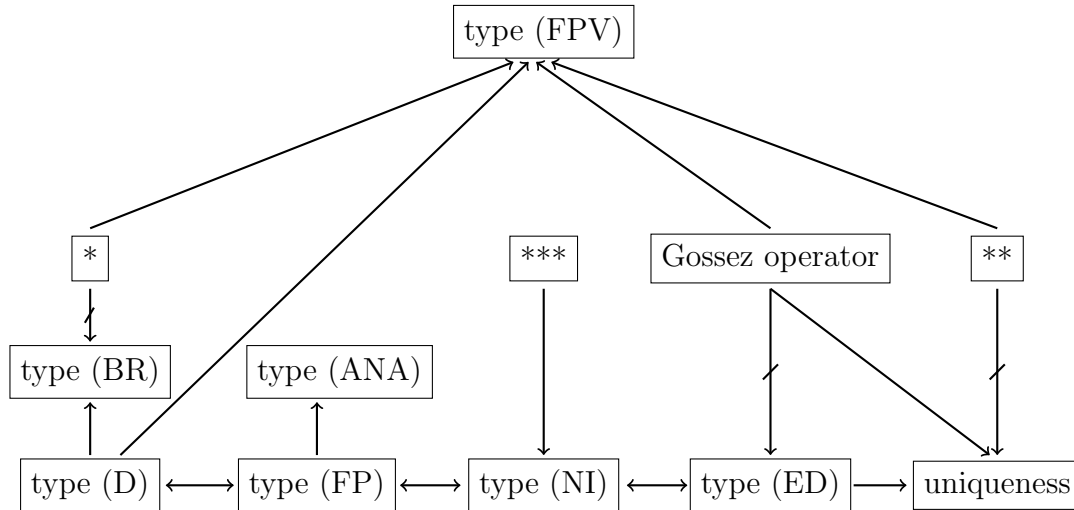 type (FPV)
*
***
Gossez operator
**
type (BR)
type (ANA)
type (D)
type (FP)
type (NI)
type (ED)
uniqueness